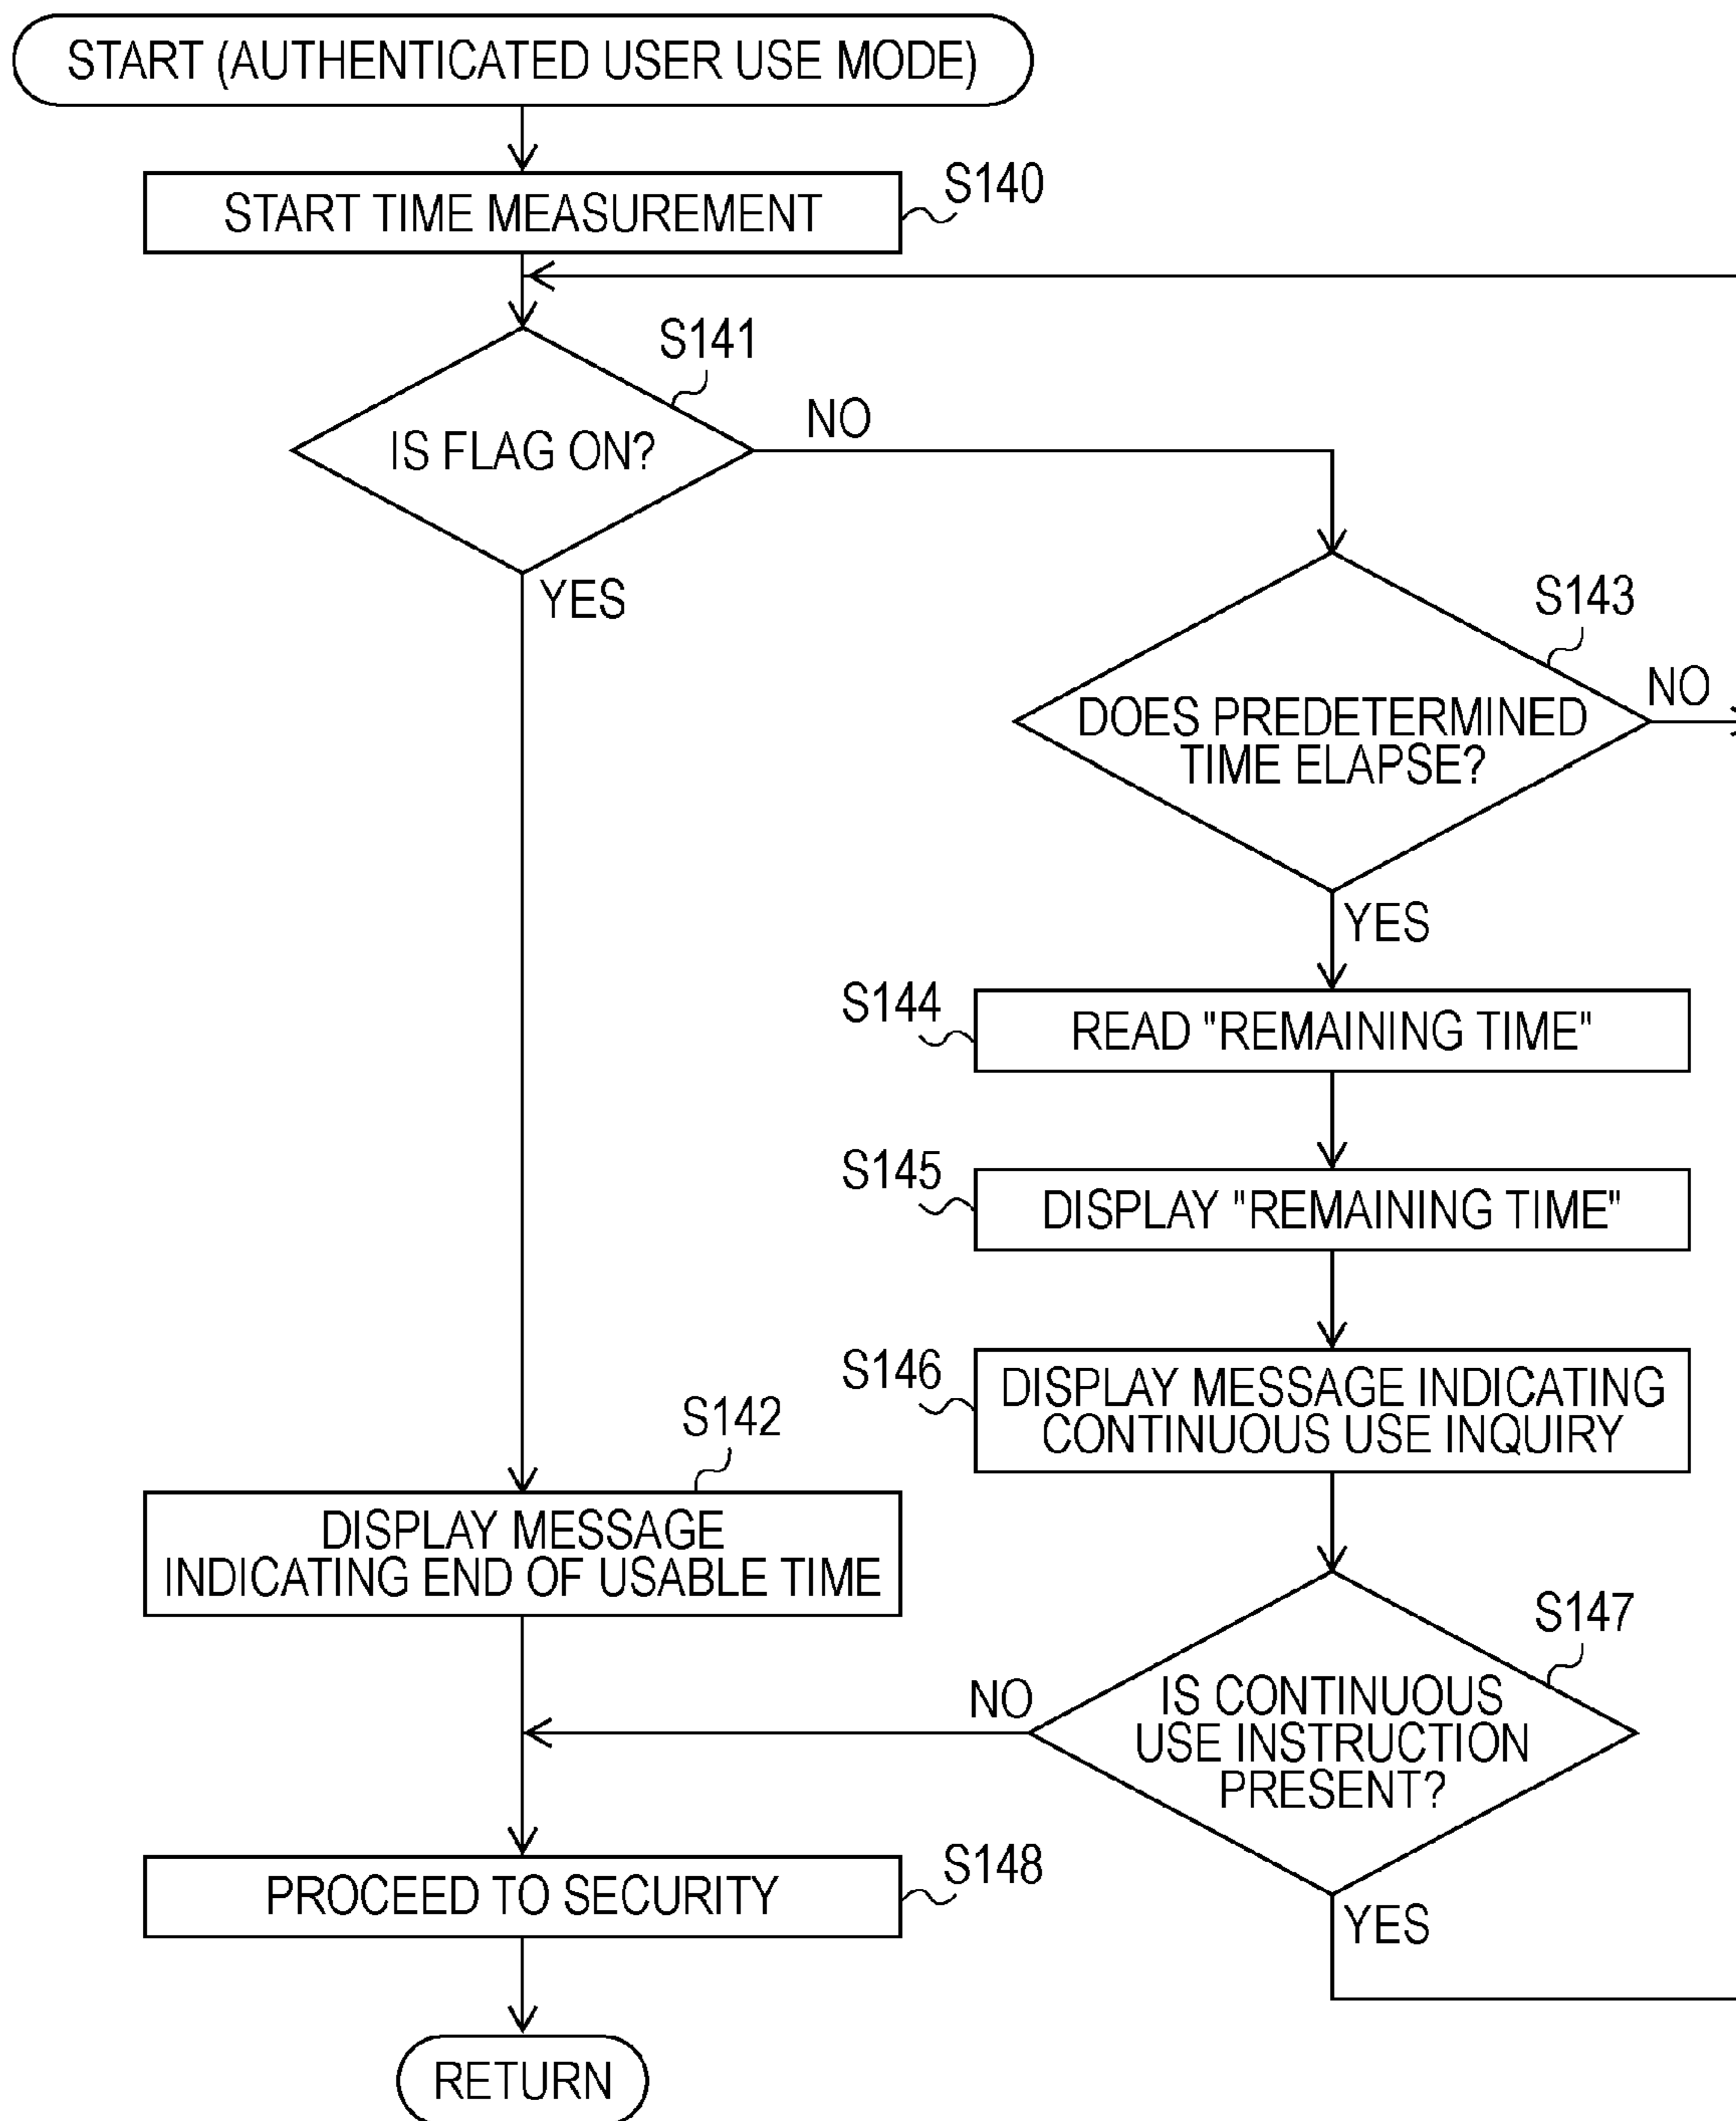 START (AUTHENTICATED USER USE MODE)
START TIME MEASUREMENT
S140
S141
IS FLAG ON?
NO
YES
S143
DOES PREDETERMINED
TIME ELAPSE?
NO
YES
S144
READ "REMAINING TIME"
S145
DISPLAY "REMAINING TIME"
S146
DISPLAY MESSAGE INDICATING
CONTINUOUS USE INQUIRY
S142
DISPLAY MESSAGE
INDICATING END OF USABLE TIME
S147
IS CONTINUOUS
USE INSTRUCTION
PRESENT?
NO
YES
S148
PROCEED TO SECURITY
RETURN